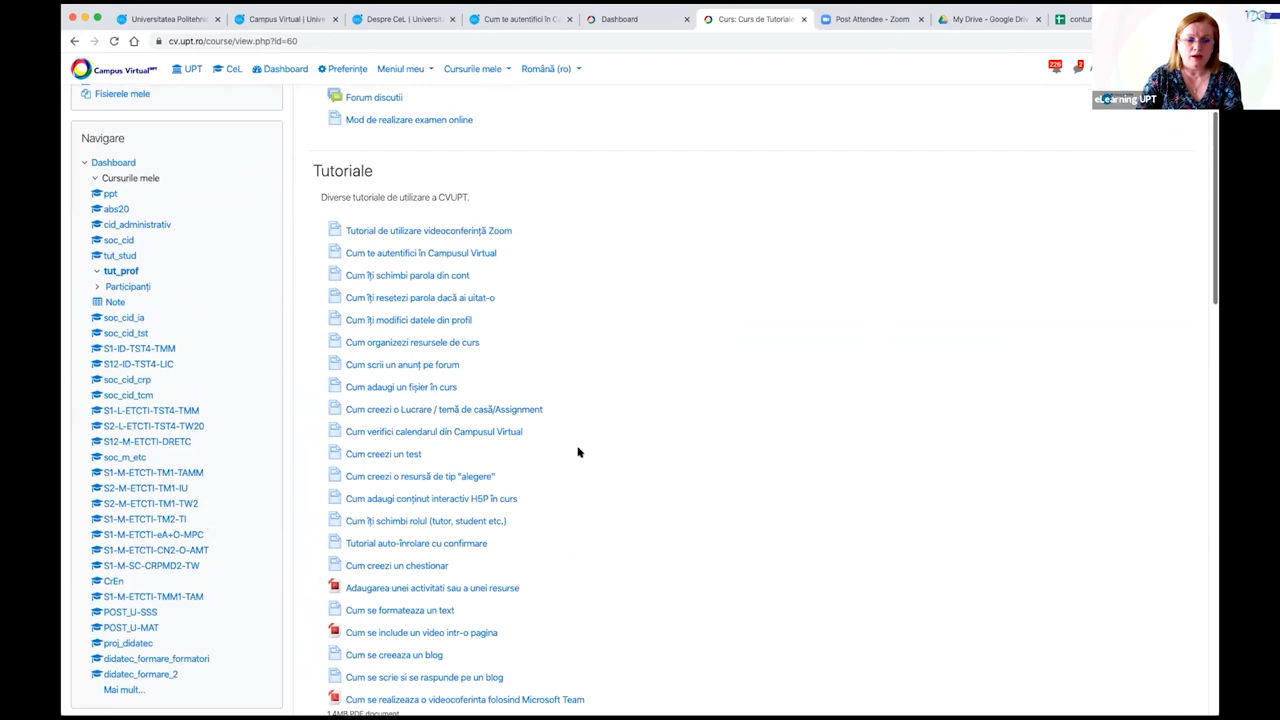 Universitatea Politehni
Campus Virtual | Unive
Despre CeL | Universita
Cum te autentifici în C
Dashboard
Curs: Curs de Tutoriale
Post Attendee - Zoom
My Drive - Google Dri
contur
cv.upt.ro/course/view.php?id=60
Campus Virtual UPT
UPT
CeL
Dashboard
Preferințe
Meniul meu
Cursurile mele
Română (ro)
226
2
eLearning UPT
Fisierele mele
Navigare
Dashboard
Cursurile mele
ppt
abs20
cid_administrativ
soc_cid
tut_stud
tut_prof
Participanți
Note
soc_cid_ia
soc_cid_tst
S1-ID-TST4-TMM
S12-ID-TST4-LIC
soc_cid_crp
soc_cid_tcm
S1-L-ETCTI-TST4-TMM
S2-L-ETCTI-TST4-TW20
S12-M-ETCTI-DRETC
soc_m_etc
S1-M-ETCTI-TM1-TAMM
S2-M-ETCTI-TM1-IU
S2-M-ETCTI-TM1-TW2
S1-M-ETCTI-TM2-TI
S1-M-ETCTI-eA+O-MPC
S1-M-ETCTI-CN2-O-AMT
S1-M-SC-CRPMD2-TW
CrEn
S1-M-ETCTI-TMM1-TAM
POST_U-SSS
POST_U-MAT
proj_didatec
didatec_formare_formatori
didatec_formare_2
Mai mult...
Forum discutii
Mod de realizare examen online
Tutoriale
Diverse tutoriale de utilizare a CVUPT.
Tutorial de utilizare videoconferință Zoom
Cum te autentifici în Campusul Virtual
Cum îți schimbi parola din cont
Cum îți resetezi parola dacă ai uitat-o
Cum îți modifici datele din profil
Cum organizezi resursele de curs
Cum scrii un anunț pe forum
Cum adaugi un fișier în curs
Cum creezi o Lucrare / temă de casă/Assignment
Cum verifici calendarul din Campusul Virtual
Cum creezi un test
Cum creezi o resursă de tip "alegere"
Cum adaugi conținut interactiv H5P în curs
Cum îți schimbi rolul (tutor, student etc.)
Tutorial auto-înrolare cu confirmare
Cum creezi un chestionar
Adaugarea unei activitati sau a unei resurse
Cum se formateaza un text
Cum se include un video intr-o pagina
Cum se creeaza un blog
Cum se scrie si se raspunde pe un blog
Cum se realizeaza o videocoferinta folosind Microsoft Team
1.4MB PDF document